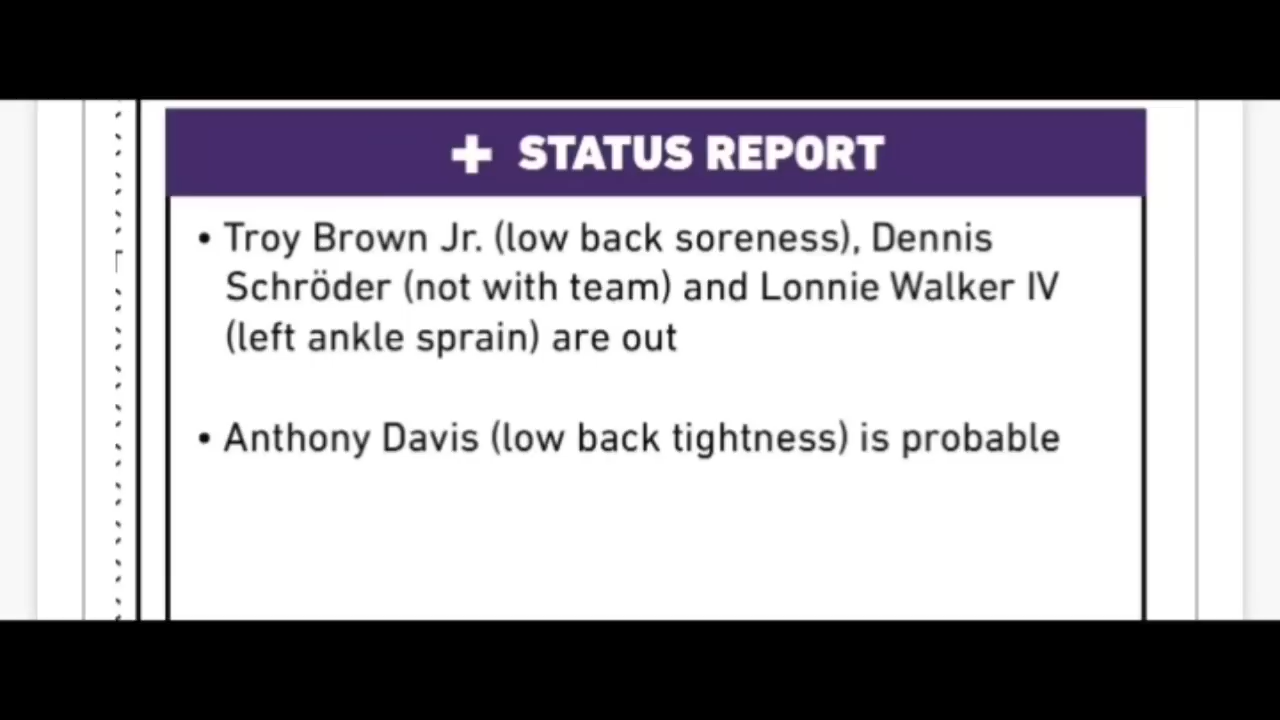 + STATUS REPORT
• Troy Brown Jr. (low back soreness), Dennis
Schröder (not with team) and Lonnie Walker IV
(left ankle sprain) are out
• Anthony Davis (low back tightness) is probable